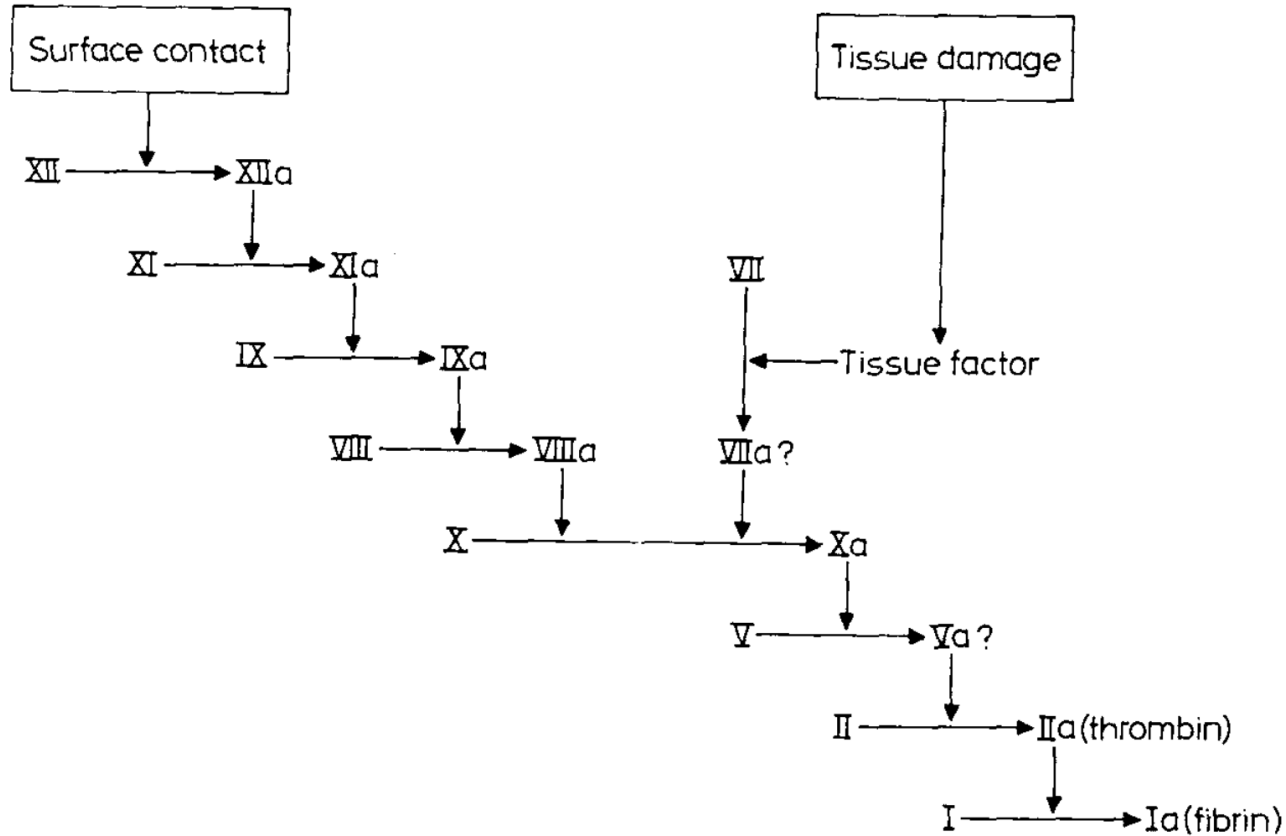 Surface contact
Tissue damage
XII XIIa
XI XIa
VII
IX IXa
Tissue factor
VIII VIIIa
VIIa?
X Xa
V Va?
II IIa(thrombin)
I Ia(fibrin)